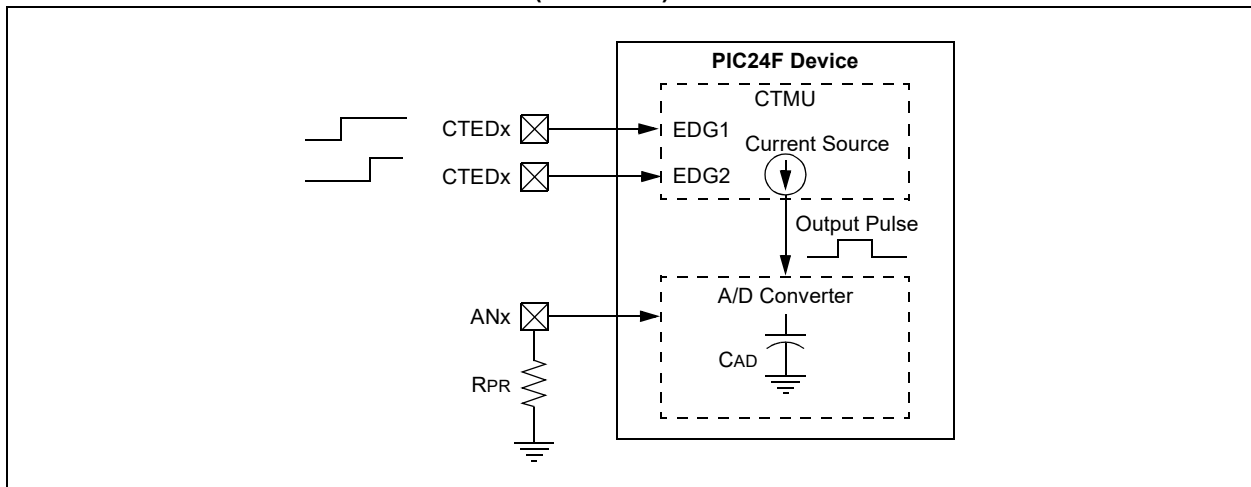 PIC24F Device
CTMU
CTEDx
EDG1
Current Source
CTEDx
EDG2
Output Pulse
A/D Converter
ANx
CAD
RPR